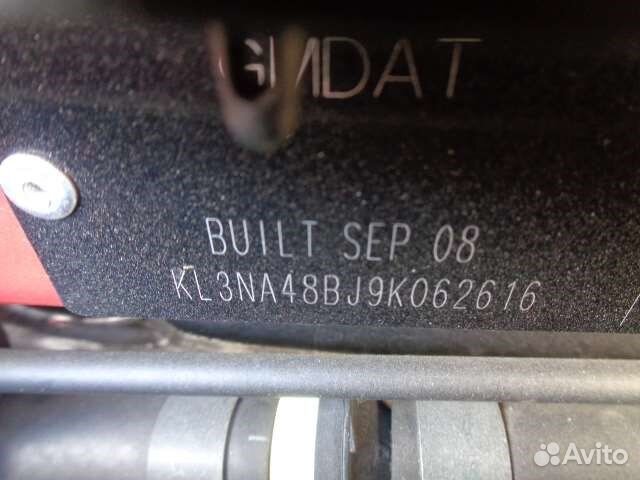 GMDAT
BUILT SEP 08
KL3NA48BJ9K062616
Avito